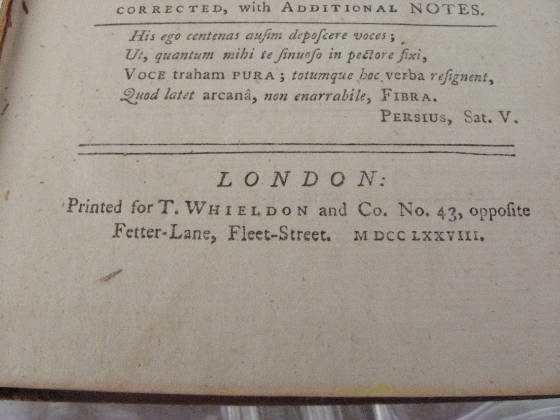 CORRECTED, with ADDITIONAL NOTES.
His ego centenas auſim depoſcere voces;
Ut, quantum mihi te ſinuoſo in pectore fixi,
VOCE traham PURA; totumque hoc verba reſignent,
Quod latet arcanâ, non enarrabile, FIBRA.
PERSIUS, Sat. V.
LONDON:
Printed for T. WHIELDON and Co. No. 43, oppoſite
Fetter-Lane, Fleet-Street. MDCCLXXVIII.